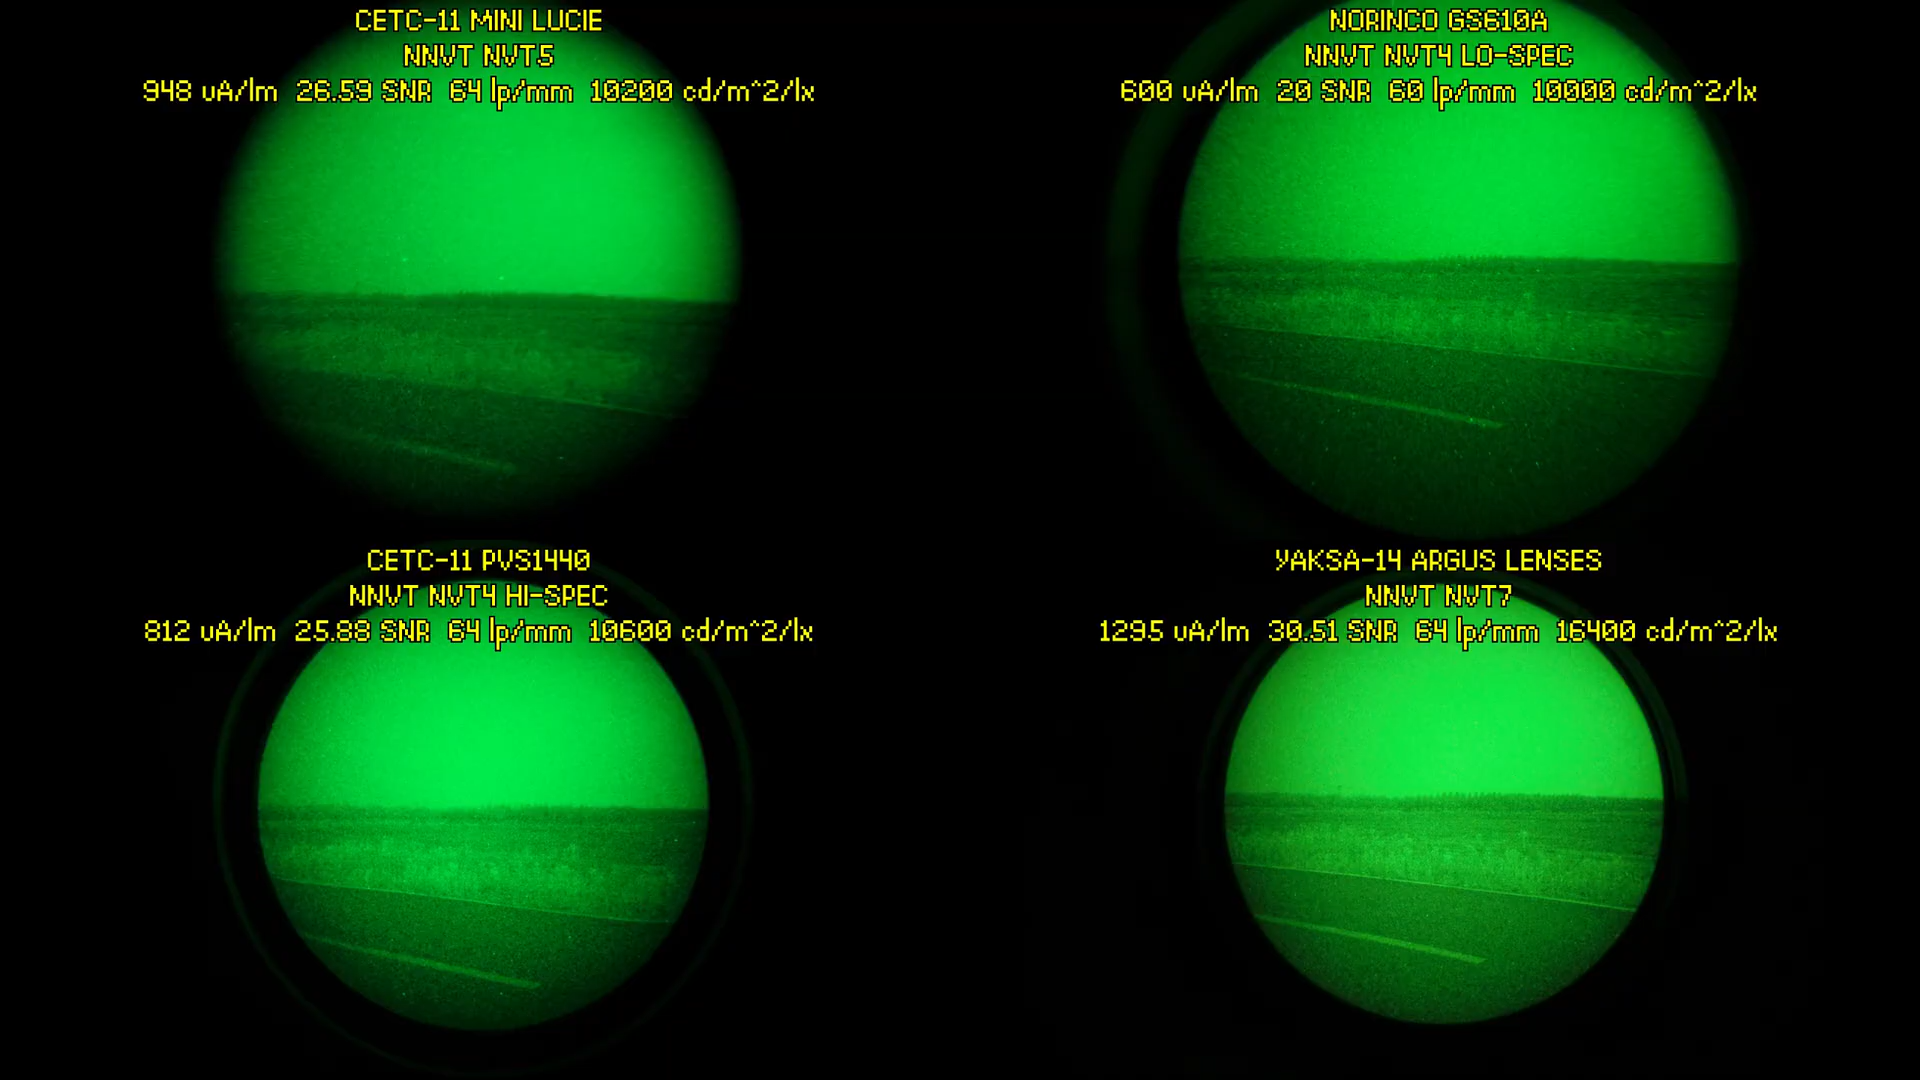 CETC-11 MINI LUCIE
NNVT NVT5
948 uA/lm 26.59 SNR 64 lp/mm 10200 cd/m^2/lx
NORINCO GS610A
NNVT NVT4 LO-SPEC
600 uA/lm 20 SNR 60 lp/mm 10000 cd/m^2/lx
CETC-11 PVS1440
NNVT NVT4 HI-SPEC
812 uA/lm 25.88 SNR 64 lp/mm 10600 cd/m^2/lx
YAKSA-14 ARGUS LENSES
NNVT NVT7
1295 uA/lm 30.51 SNR 64 lp/mm 16400 cd/m^2/lx